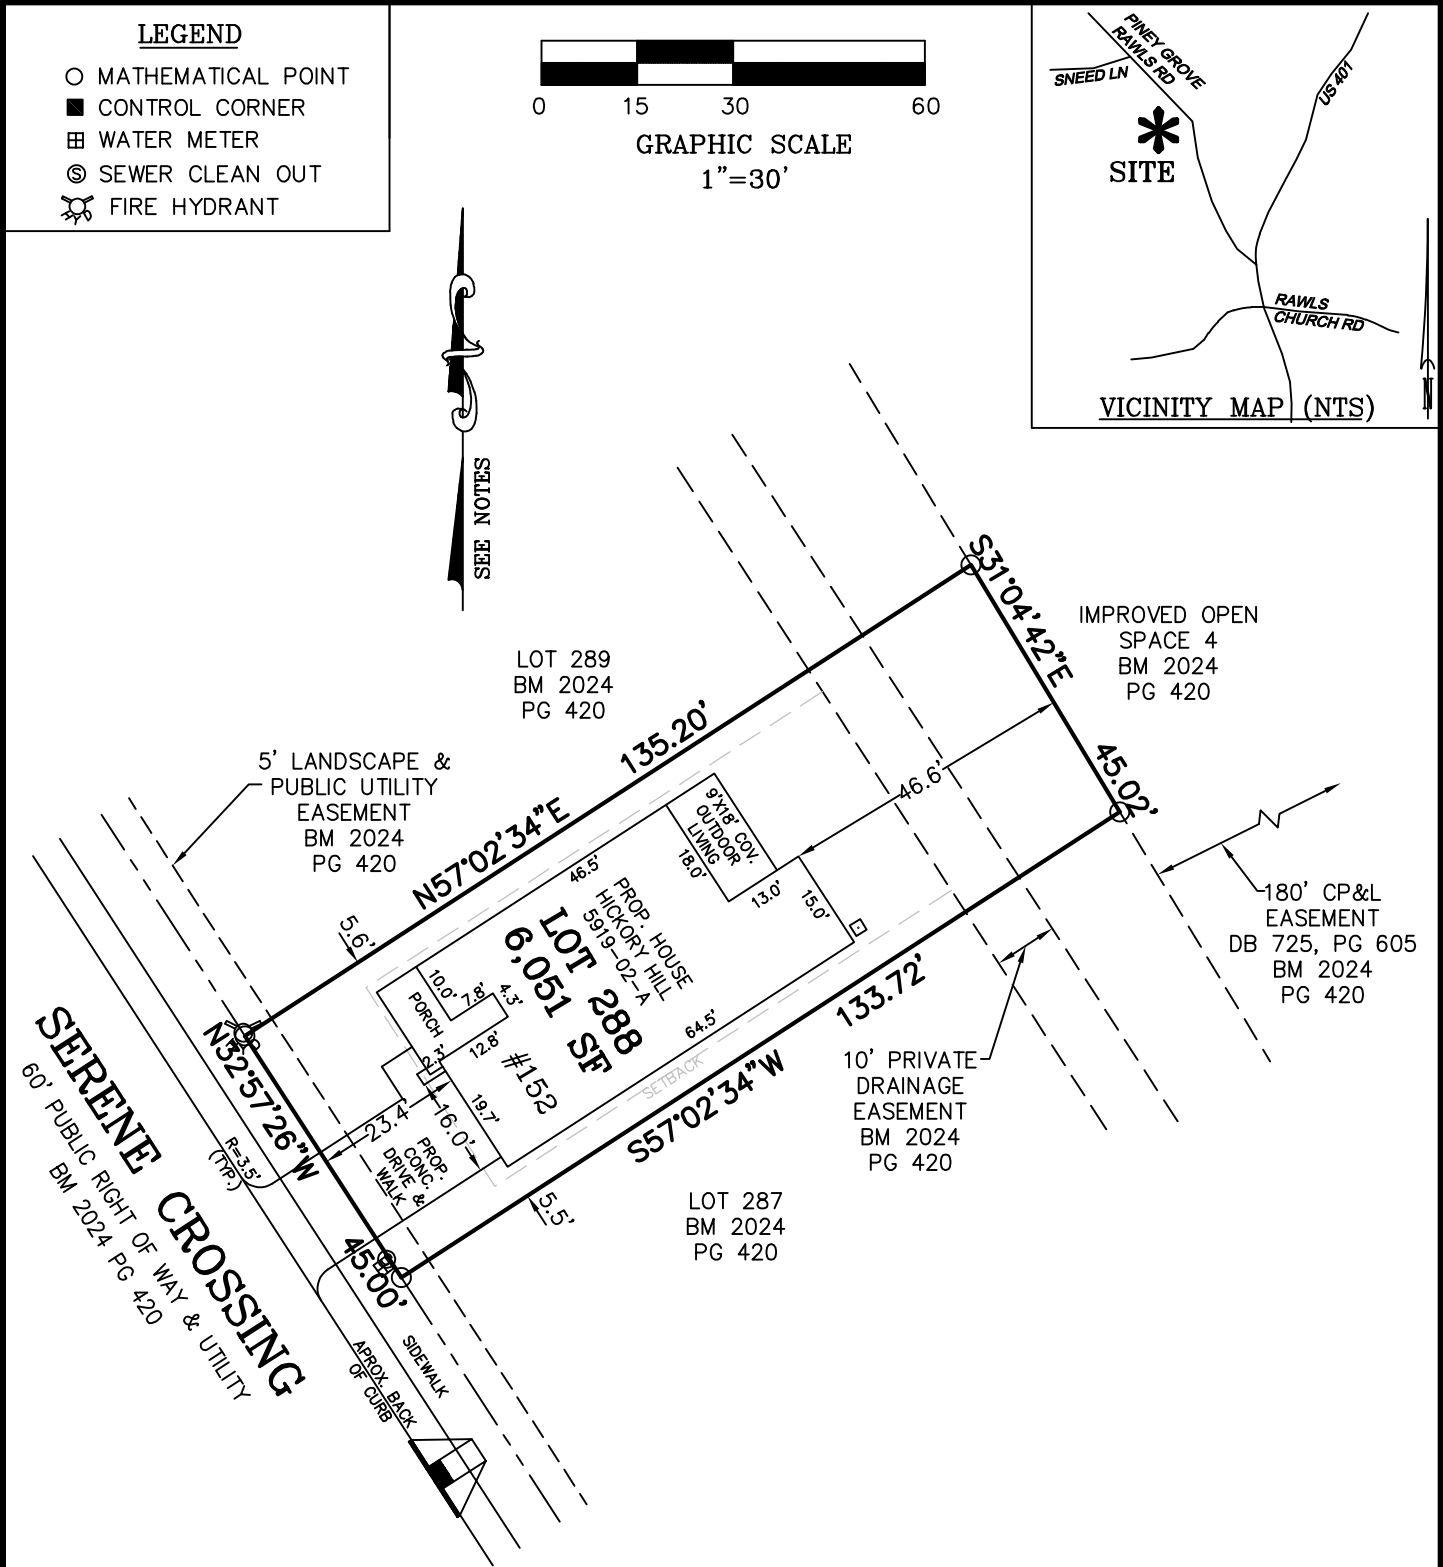 LEGEND
MATHEMATICAL POINT
CONTROL CORNER
WATER METER
S SEWER CLEAN OUT
FIRE HYDRANT
0 15 30 60
GRAPHIC SCALE
1"=30'
PINEY GROVE
RAWLS RD
SNEED LN
US 401
SITE
RAWLS
CHURCH RD
VICINITY MAP (NTS)
N
SEE NOTES
S31°04'42"E
45.02'
IMPROVED OPEN
SPACE 4
BM 2024
PG 420
LOT 289
BM 2024
PG 420
N57°02'34"E
135.20'
5' LANDSCAPE &
PUBLIC UTILITY
EASEMENT
BM 2024
PG 420
46.6'
9'X18' COV.
OUTDOOR
LIVING
18.0'
13.0'
15.0'
46.5'
5.6'
PROP. HOUSE
HICKORY HILL
5919-02-A
LOT 288
6,051 SF
#152
10.0'
7.8'
4.3'
PORCH
2.3'
12.8'
19.7'
64.5'
SETBACK
180' CP&L
EASEMENT
DB 725, PG 605
BM 2024
PG 420
S57°02'34"W
133.72'
10' PRIVATE
DRAINAGE
EASEMENT
BM 2024
PG 420
N32°57'26"W
45.00'
23.4'
16.0'
PROP.
CONC.
DRIVE &
WALK
R=3.5'
(TYP.)
5.5'
LOT 287
BM 2024
PG 420
SERENE CROSSING
60' PUBLIC RIGHT OF WAY & UTILITY
BM 2024 PG 420
SIDEWALK
APROX. BACK
OF CURB